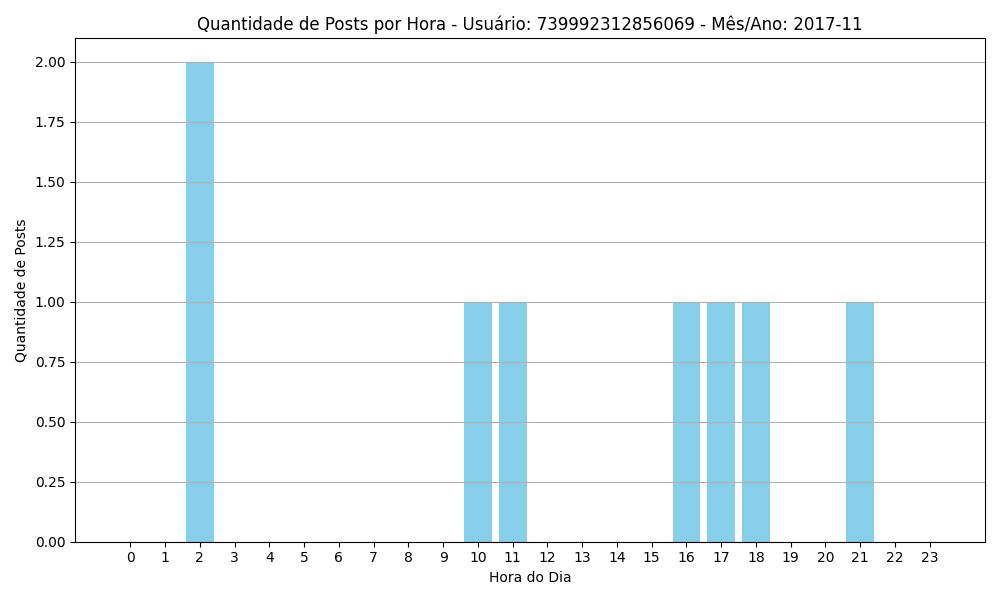 Quantidade de Posts por Hora - Usuário: 739992312856069 - Mês/Ano: 2017-11
Quantidade de Posts
2.00
1.75
1.50
1.25
1.00
0.75
0.50
0.25
0.00
0 1 2 3 4 5 6 7 8 9 10 11 12 13 14 15 16 17 18 19 20 21 22 23
Hora do Dia